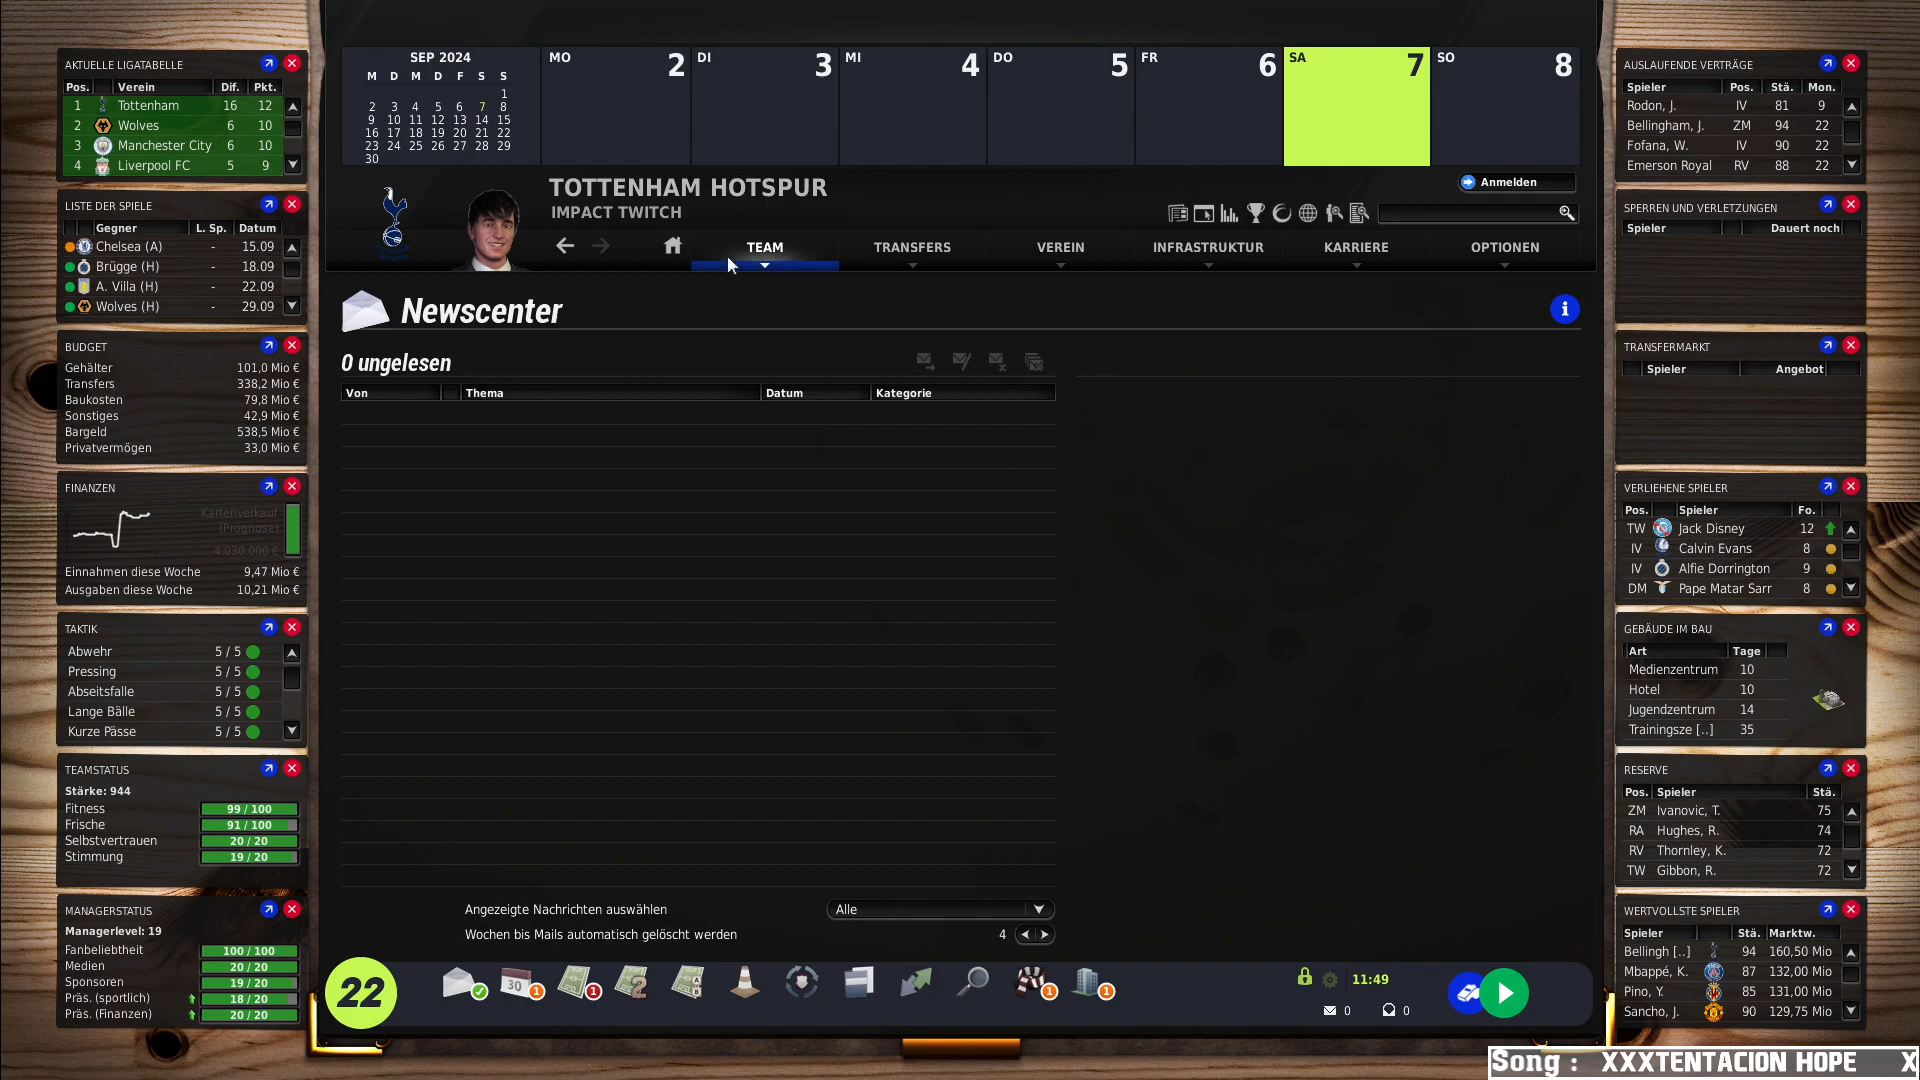 AKTUELLE LIGATABELLE
Pos. Verein Dif. Pkt.
1 Tottenham 16 12
2 Wolves 6 10
3 Manchester City 6 10
4 Liverpool FC 5 9
LISTE DER SPIELE
Gegner L. Sp. Datum
Chelsea (A) - 15.09
Brügge (H) - 18.09
A. Villa (H) - 22.09
Wolves (H) - 29.09
BUDGET
Gehälter 101,0 Mio €
Transfers 338,2 Mio €
Baukosten 79,8 Mio €
Sonstiges 42,9 Mio €
Bargeld 538,5 Mio €
Privatvermögen 33,0 Mio €
FINANZEN
Kartenverkauf
(Prognose)
4.030.000 €
Einnahmen diese Woche 9,47 Mio €
Ausgaben diese Woche 10,21 Mio €
TAKTIK
Abwehr 5 / 5
Pressing 5 / 5
Abseitsfalle 5 / 5
Lange Bälle 5 / 5
Kurze Pässe 5 / 5
TEAMSTATUS
Stärke: 944
Fitness 99 / 100
Frische 91 / 100
Selbstvertrauen 20 / 20
Stimmung 19 / 20
MANAGERSTATUS
Managerlevel: 19
Fanbeliebtheit 100 / 100
Medien 20 / 20
Sponsoren 19 / 20
Präs. (sportlich) 18 / 20
Präs. (Finanzen) 20 / 20
SEP 2024
M D M D F S S
1
2 3 4 5 6 7 8
9 10 11 12 13 14 15
16 17 18 19 20 21 22
23 24 25 26 27 28 29
30
MO 2 DI 3 MI 4 DO 5 FR 6 SA 7 SO 8
TOTTENHAM HOTSPUR
IMPACT TWITCH
Anmelden
TEAM TRANSFERS VEREIN INFRASTRUKTUR KARRIERE OPTIONEN
Newscenter
0 ungelesen
Von Thema Datum Kategorie
Angezeigte Nachrichten auswählen Alle
Wochen bis Mails automatisch gelöscht werden 4
22
30 1 1 2 1 1
11:49
0 0
AUSLAUFENDE VERTRÄGE
Spieler Pos. Stä. Mon.
Rodon, J. IV 81 9
Bellingham, J. ZM 94 22
Fofana, W. IV 90 22
Emerson Royal RV 88 22
SPERREN UND VERLETZUNGEN
Spieler Dauert noch
TRANSFERMARKT
Spieler Angebot
VERLIEHENE SPIELER
Pos. Spieler Fo.
TW Jack Disney 12
IV Calvin Evans 8
IV Alfie Dorrington 9
DM Pape Matar Sarr 8
GEBÄUDE IM BAU
Art Tage
Medienzentrum 10
Hotel 10
Jugendzentrum 14
Trainingsze [..] 35
RESERVE
Pos. Spieler Stä.
ZM Ivanovic, T. 75
RA Hughes, R. 74
RV Thornley, K. 72
TW Gibbon, R. 72
WERTVOLLSTE SPIELER
Spieler Stä. Marktw.
Bellingh [..] 94 160,50 Mio
Mbappé, K. 87 132,00 Mio
Pino, Y. 85 131,00 Mio
Sancho, J. 90 129,75 Mio
Song : XXXTENTACION HOPE X